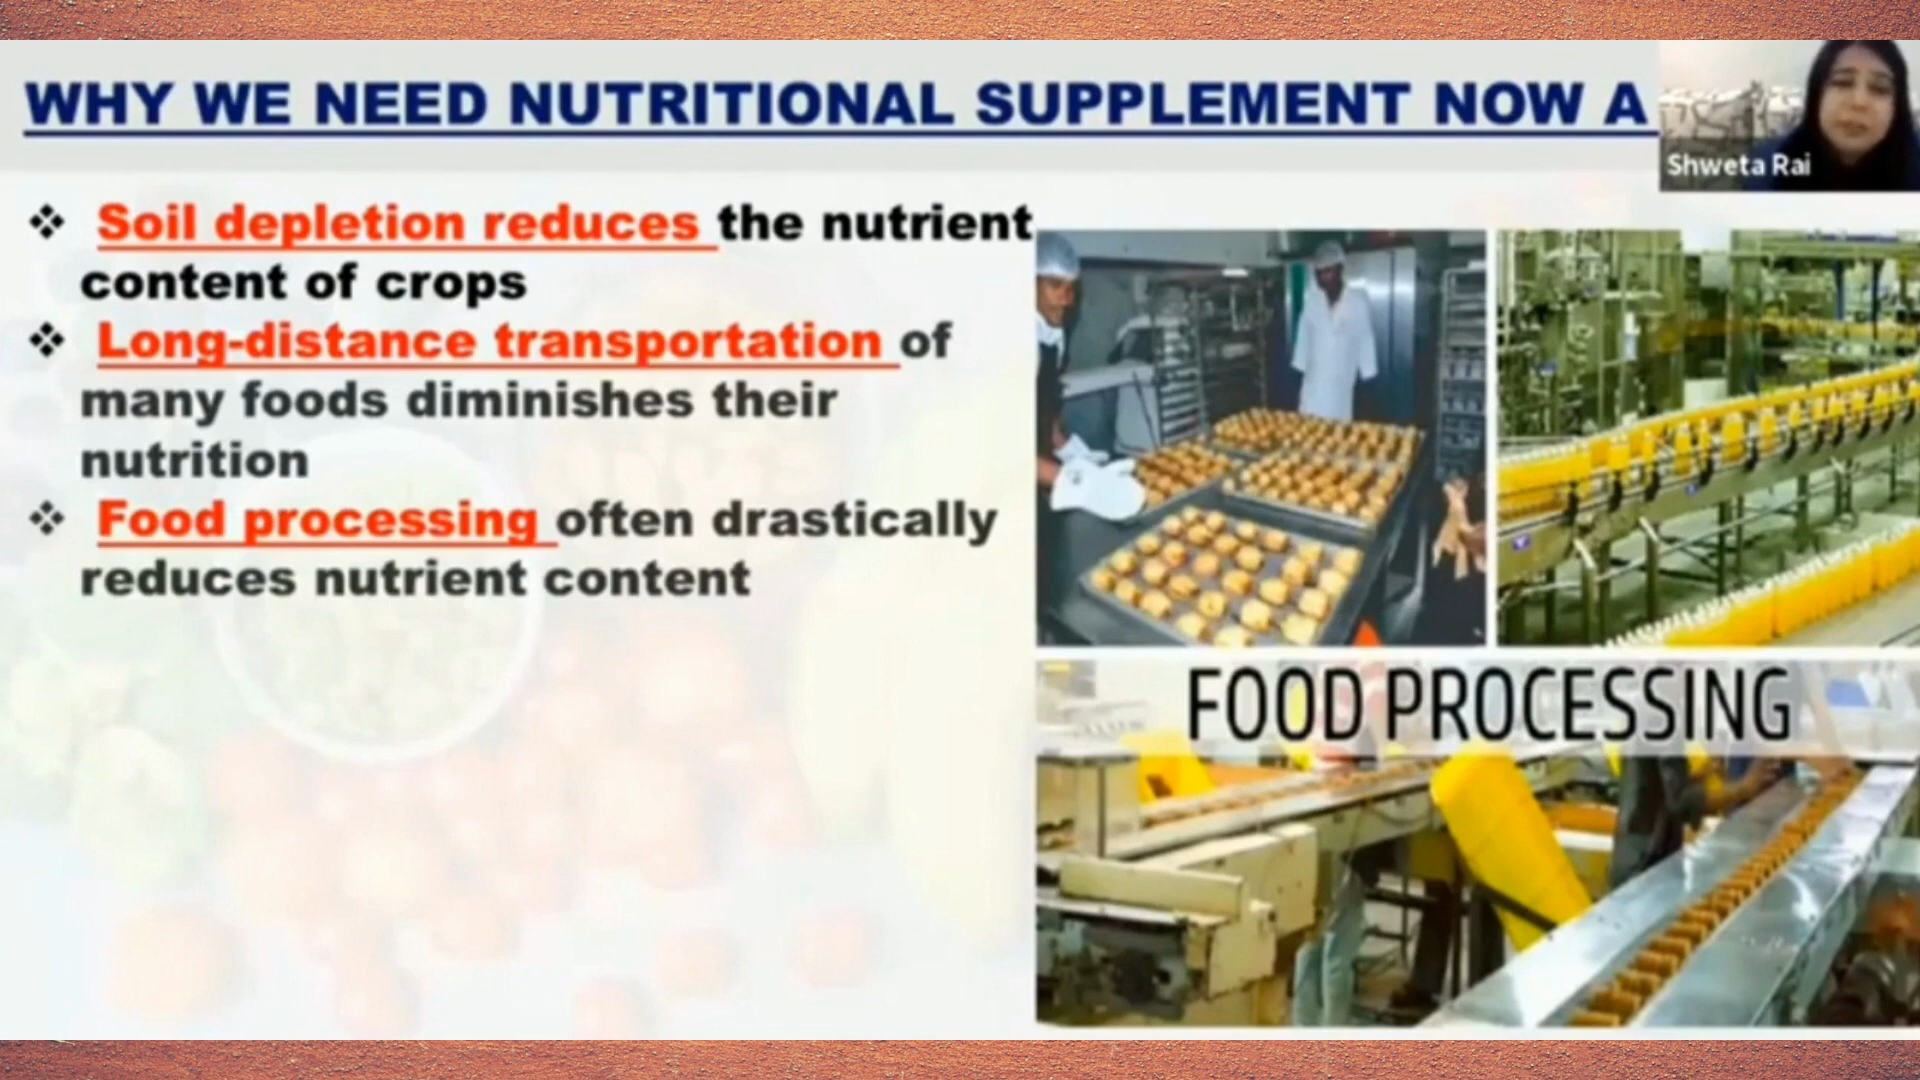 WHY WE NEED NUTRITIONAL SUPPLEMENT NOW A
Shweta Rai
❖ Soil depletion reduces the nutrient
content of crops
❖ Long-distance transportation of
many foods diminishes their
nutrition
❖ Food processing often drastically
reduces nutrient content
FOOD PROCESSING